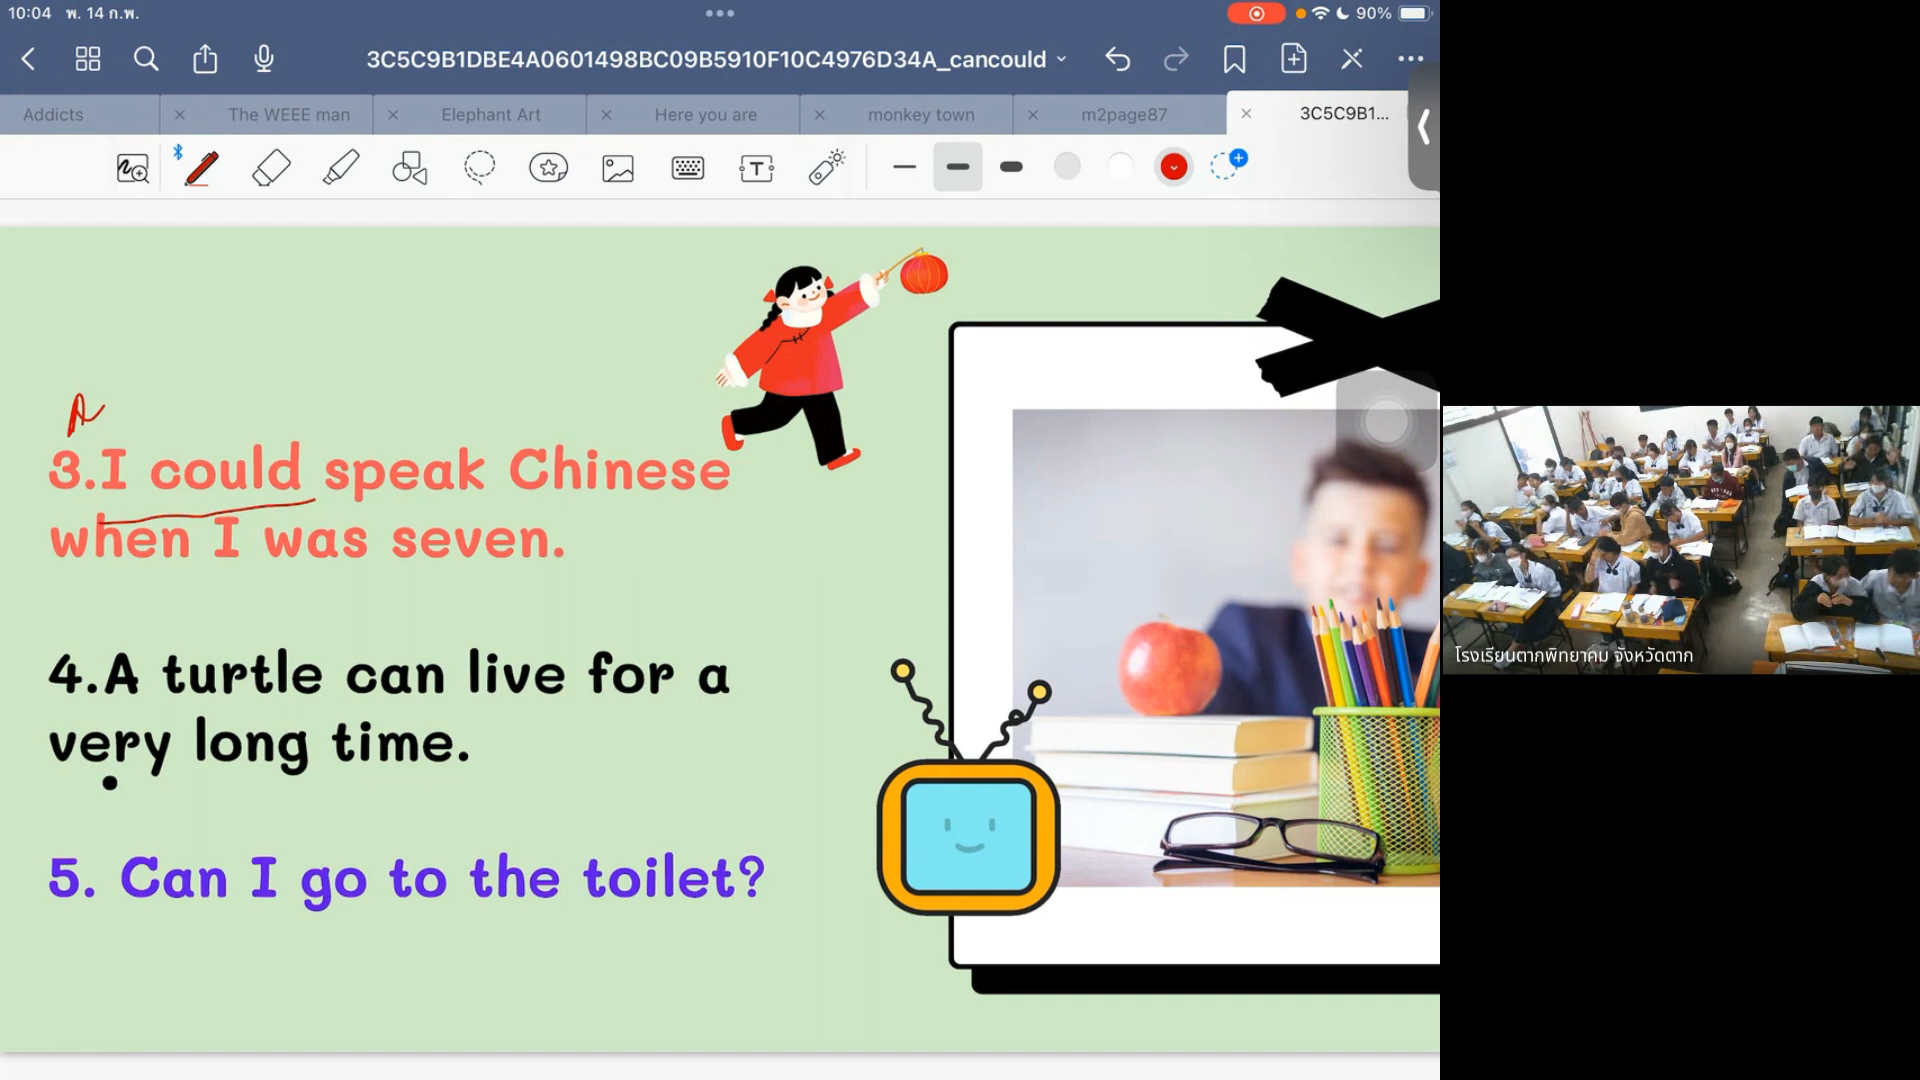 10:04 พ. 14 ก.พ.
90%
3C5C9B1DBE4A0601498BC09B5910F10C4976D34A_cancould
Addicts
The WEEE man
Elephant Art
Here you are
monkey town
m2page87
3C5C9B1...
A
3.I could speak Chinese
when I was seven.
4.A turtle can live for a
very long time.
5. Can I go to the toilet?
โรงเรียนตากพิทยาคม จังหวัดตาก